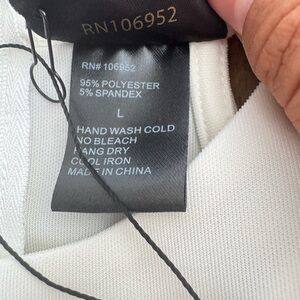 RN106952
RN# 106952
95% POLYESTER
5% SPANDEX
L
HAND WASH COLD
NO BLEACH
HANG DRY
COOL IRON
MADE IN CHINA